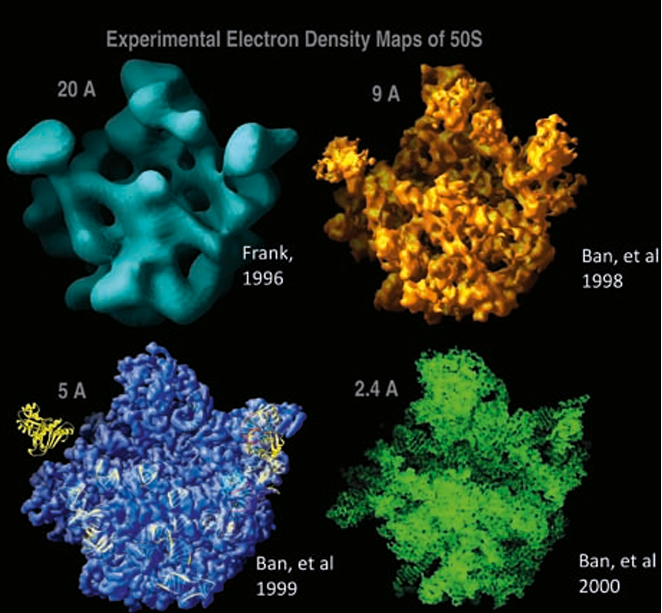 Experimental Electron Density Maps of 50S
20 A
9 A
Frank,
1996
Ban, et al
1998
5 A
2.4 A
Ban, et al
1999
Ban, et al
2000